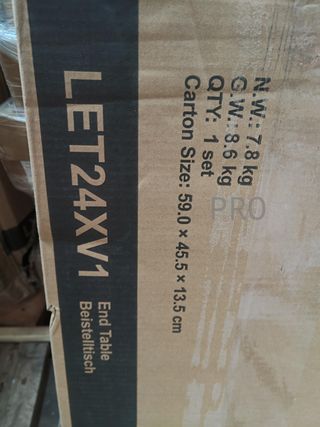 N.W.: 7.8 kg
G.W.: 8.6 kg
QTY: 1 set
Carton Size: 59.0 × 45.5 × 13.5 cm
PRO
LET24XV1
End Table
Beistelltisch